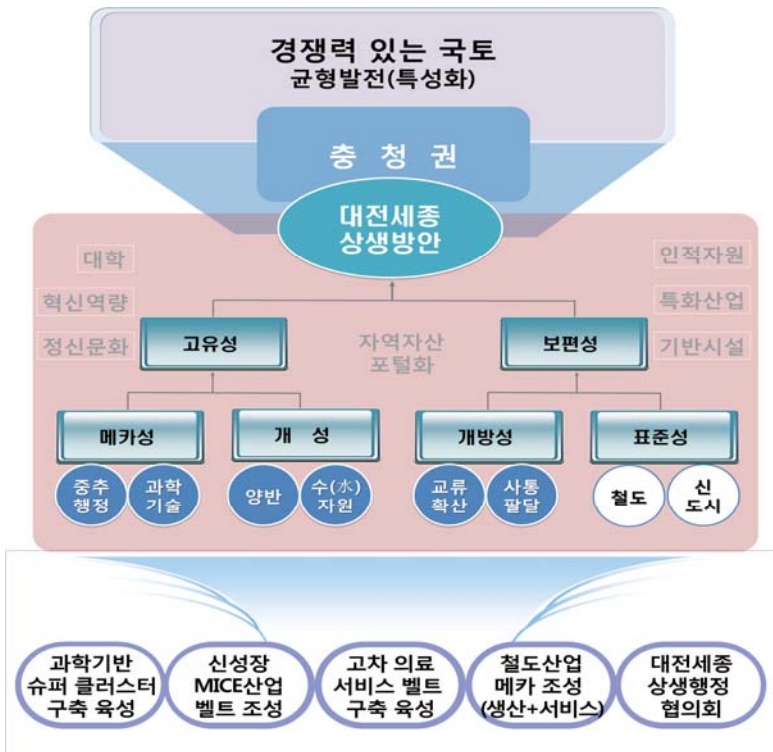 경쟁력 있는 국토
균형발전(특성화)
충 청 권
대전세종
상생방안
대학
혁신역량
정신문화
인적자원
특화산업
기반시설
고유성
자역자산
포털화
보편성
메카성
개 성
개방성
표준성
중추
행정
과학
기술
양반
수(水)
자원
교류
확산
사통
팔달
철도
신
도시
과학기반
슈퍼 클러스터
구축 육성
신성장
MICE산업
벨트 조성
고차 의료
서비스 벨트
구축 육성
철도산업
메카 조성
(생산+서비스)
대전세종
상생행정
협의회